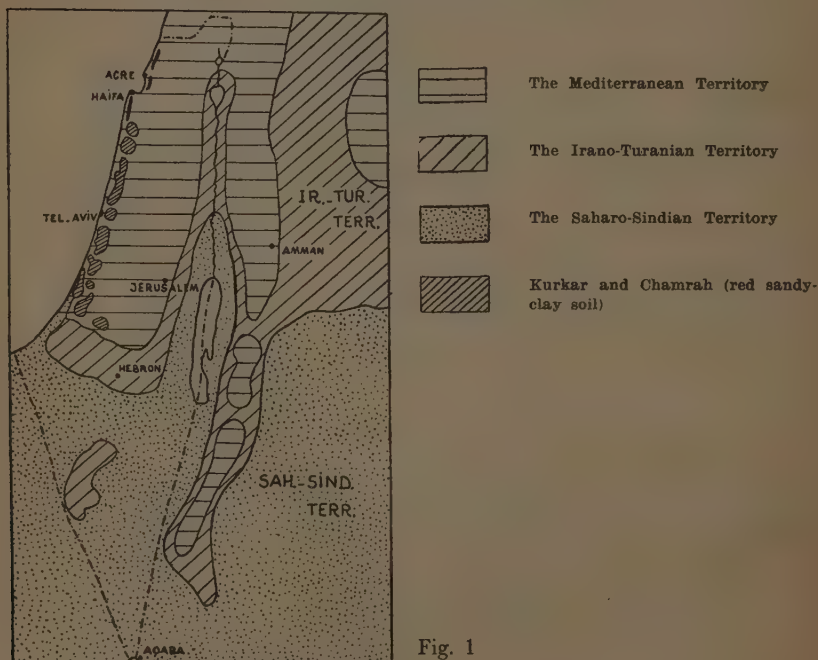 ACRE
HAIFA
TEL-AVIV
JERUSALEM
AMMAN
HEBRON
IR.-TUR.
TERR.
SAH.-SIND.
TERR.
AQABA
The Mediterranean Territory
The Irano-Turanian Territory
The Saharo-Sindian Territory
Kurkar and Chamrah (red sandy-
clay soil)
Fig. 1